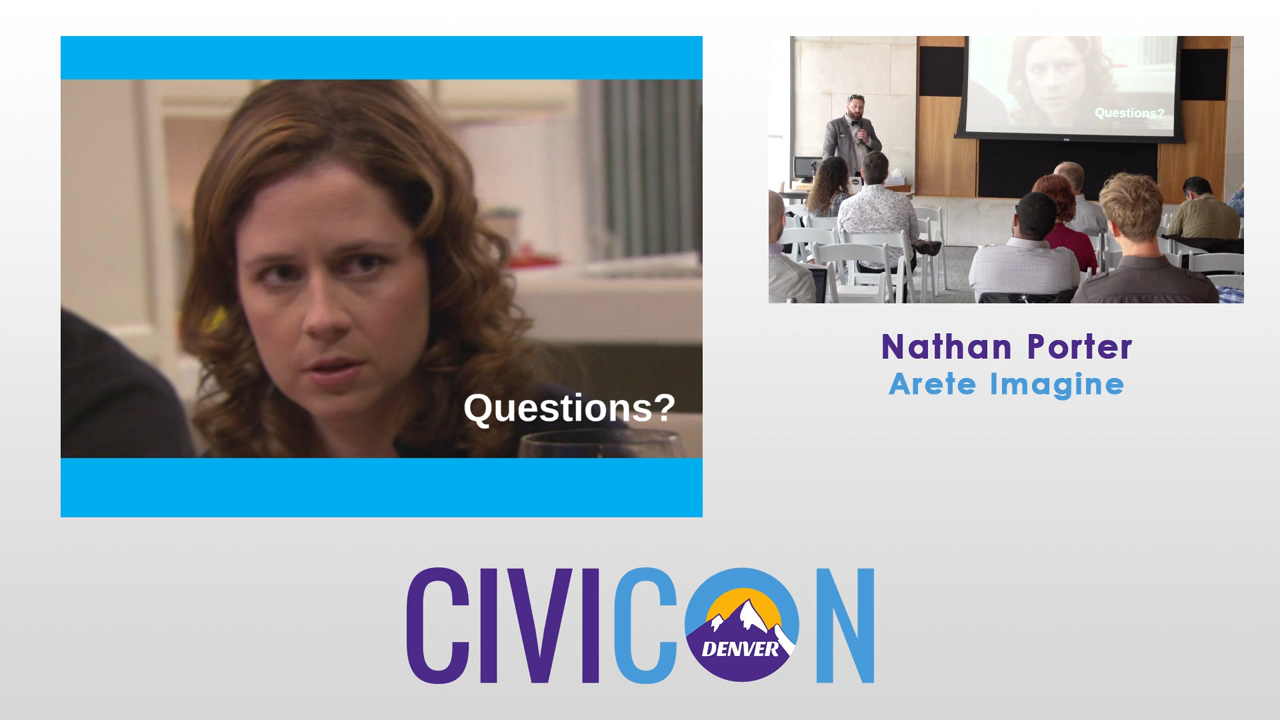 Questions?
Questions?
Nathan Porter
Arete Imagine
CIVICON
DENVER